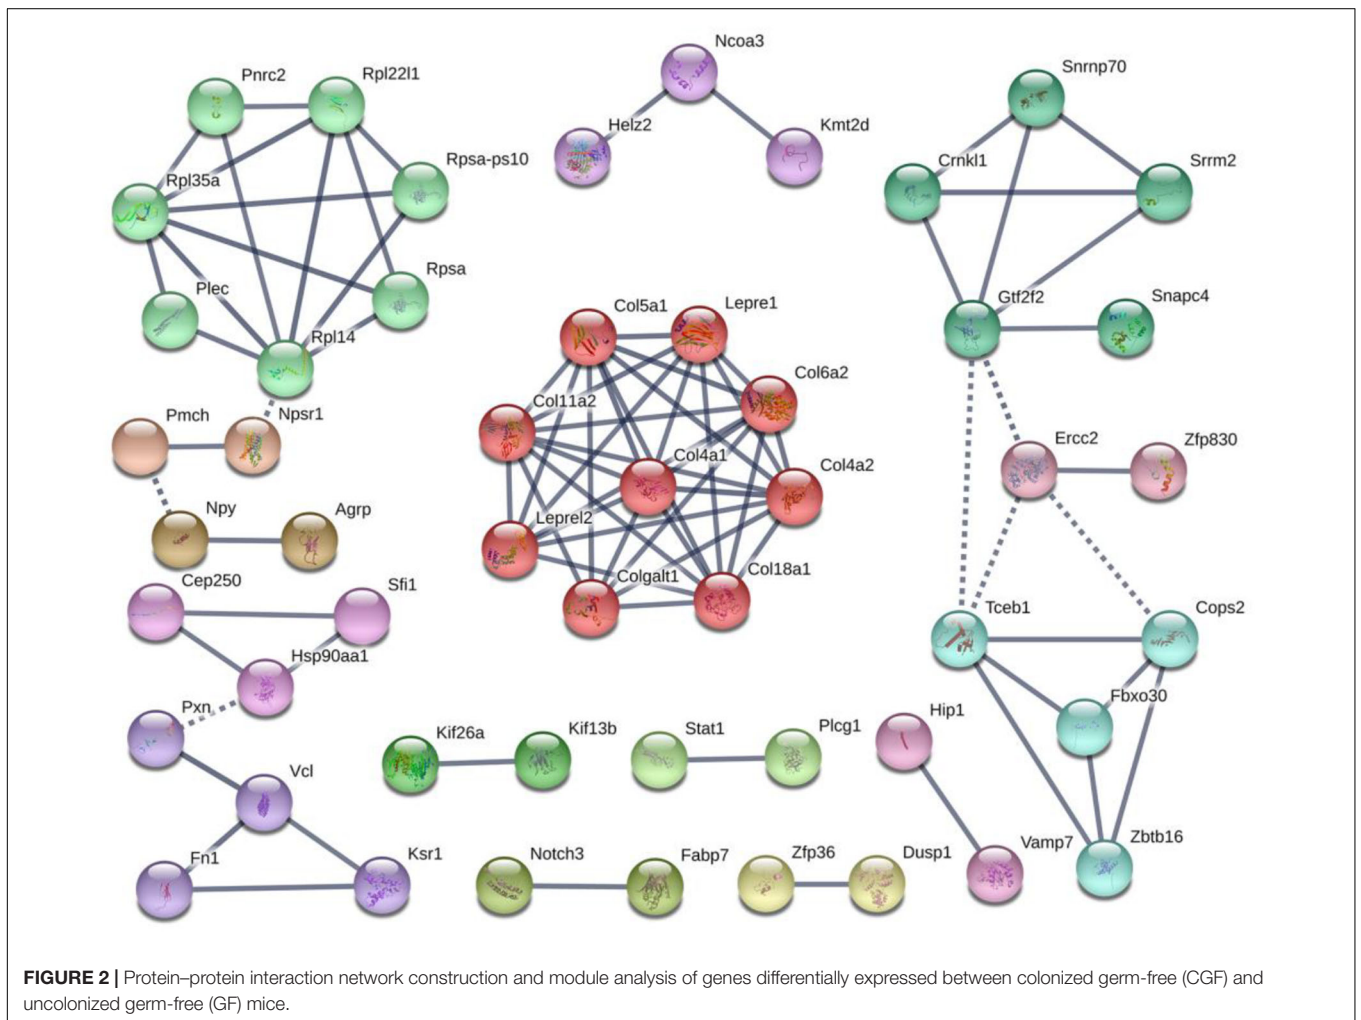 Ncoa3
Snrnp70
Pnrc2
Rpl22l1
Helz2
Kmt2d
Rpsa-ps10
Crnkl1
Srrm2
Rpl35a
Rpsa
Plec
Gtf2f2
Snapc4
Col5a1
Lepre1
Rpl14
Col6a2
Col11a2
Pmch
Npsr1
Ercc2
Zfp830
Col4a1
Col4a2
Npy
Agrp
Leprel2
Cep250
Sfi1
Colgalt1
Col18a1
Tceb1
Cops2
Hsp90aa1
Fbxo30
Pxn
Hip1
Kif26a
Kif13b
Stat1
Plcg1
Vcl
Zbtb16
Vamp7
Fn1
Ksr1
Notch3
Fabp7
Zfp36
Dusp1
FIGURE 2 | Protein–protein interaction network construction and module analysis of genes differentially expressed between colonized germ-free (CGF) and
uncolonized germ-free (GF) mice.